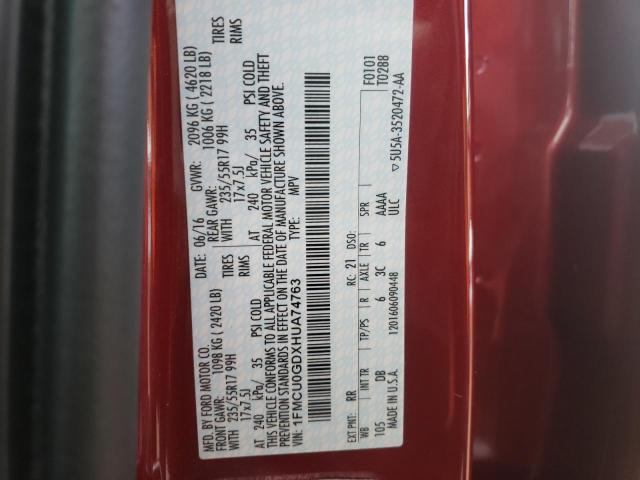 MFD. BY FORD MOTOR CO.
DATE: 06/16 GVWR: 2096 KG ( 4620 LB)
FRONT GAWR: 1098 KG ( 2420 LB) REAR GAWR: 1006 KG ( 2218 LB)
WITH 235/55R17 99H TIRES WITH 235/55R17 99H TIRES
17x7.5J RIMS 17x7.5J RIMS
AT 240 kPa/ 35 PSI COLD AT 240 kPa/ 35 PSI COLD
THIS VEHICLE CONFORMS TO ALL APPLICABLE FEDERAL MOTOR VEHICLE SAFETY AND THEFT
PREVENTION STANDARDS IN EFFECT ON THE DATE OF MANUFACTURE SHOWN ABOVE.
VIN: 1FMCU0GDXHUA74763 TYPE: MPV
F0101
T0288
EXT PNT: RR RC: 21 DSO:
WB INT TR TP/PS R AXLE TR SPR
105 DB 6 3C 6 AAAA
MADE IN U.S.A. ULC
1201606090448
▽ 5U5A-3520472-AA